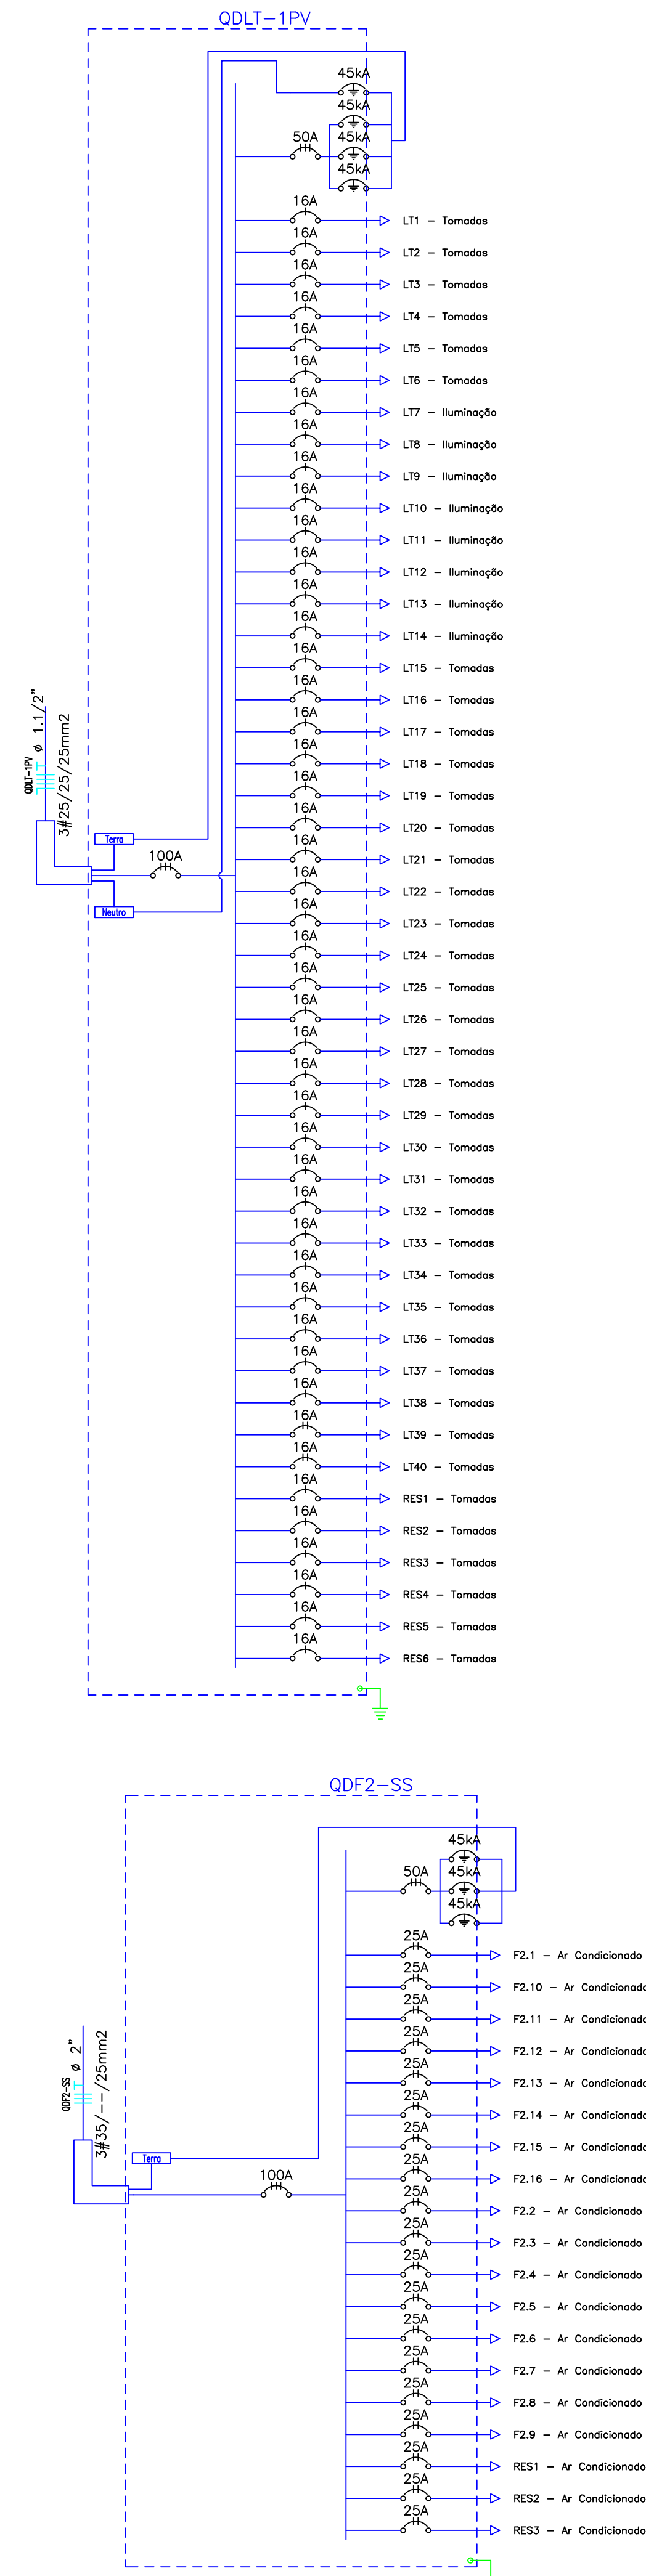 QDLT-1PV
45kA
45kA
50A
45kA
45kA
16A
LT1 - Tomadas
16A
LT2 - Tomadas
16A
LT3 - Tomadas
16A
LT4 - Tomadas
16A
LT5 - Tomadas
16A
LT6 - Tomadas
16A
LT7 - Iluminação
16A
LT8 - Iluminação
16A
LT9 - Iluminação
16A
LT10 - Iluminação
16A
LT11 - Iluminação
16A
LT12 - Iluminação
16A
LT13 - Iluminação
16A
LT14 - Iluminação
16A
LT15 - Tomadas
16A
LT16 - Tomadas
16A
LT17 - Tomadas
16A
LT18 - Tomadas
16A
LT19 - Tomadas
16A
LT20 - Tomadas
16A
LT21 - Tomadas
16A
LT22 - Tomadas
16A
LT23 - Tomadas
16A
LT24 - Tomadas
16A
LT25 - Tomadas
16A
LT26 - Tomadas
16A
LT27 - Tomadas
16A
LT28 - Tomadas
16A
LT29 - Tomadas
16A
LT30 - Tomadas
16A
LT31 - Tomadas
16A
LT32 - Tomadas
16A
LT33 - Tomadas
16A
LT34 - Tomadas
16A
LT35 - Tomadas
16A
LT36 - Tomadas
16A
LT37 - Tomadas
16A
LT38 - Tomadas
16A
LT39 - Tomadas
16A
LT40 - Tomadas
16A
RES1 - Tomadas
16A
RES2 - Tomadas
16A
RES3 - Tomadas
16A
RES4 - Tomadas
16A
RES5 - Tomadas
16A
RES6 - Tomadas
QDLT-1PV
ø 1.1/2"
3#25/25/25mm2
Terra
100A
Neutro
QDF2-SS
45kA
50A
45kA
45kA
25A
F2.1 - Ar Condicionado
25A
F2.10 - Ar Condicionado
25A
F2.11 - Ar Condicionado
25A
F2.12 - Ar Condicionado
25A
F2.13 - Ar Condicionado
25A
F2.14 - Ar Condicionado
25A
F2.15 - Ar Condicionado
25A
F2.16 - Ar Condicionado
25A
F2.2 - Ar Condicionado
25A
F2.3 - Ar Condicionado
25A
F2.4 - Ar Condicionado
25A
F2.5 - Ar Condicionado
25A
F2.6 - Ar Condicionado
25A
F2.7 - Ar Condicionado
25A
F2.8 - Ar Condicionado
25A
F2.9 - Ar Condicionado
25A
RES1 - Ar Condicionado
25A
RES2 - Ar Condicionado
25A
RES3 - Ar Condicionado
QDF2-SS
ø 2"
3#35/--/25mm2
Terra
100A